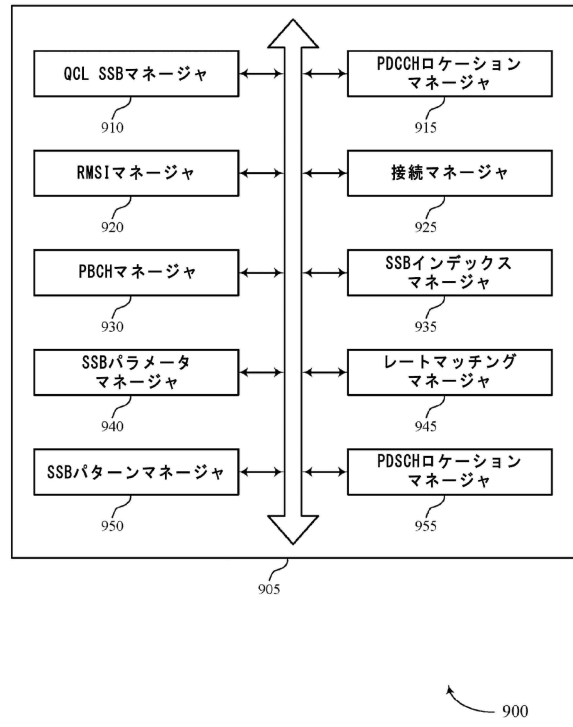 QCL SSBマネージャ
910
PDCCHロケーション
マネージャ
915
RMSIマネージャ
920
接続マネージャ
925
PBCHマネージャ
930
SSBインデックス
マネージャ
935
SSBパラメータ
マネージャ
940
レートマッチング
マネージャ
945
SSBパターンマネージャ
950
PDSCHロケーション
マネージャ
955
905
900